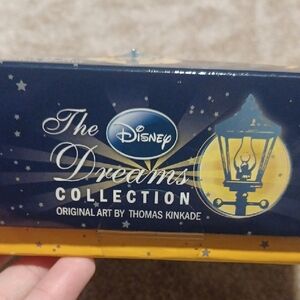 The
Disney
Dreams
COLLECTION
ORIGINAL ART BY THOMAS KINKADE